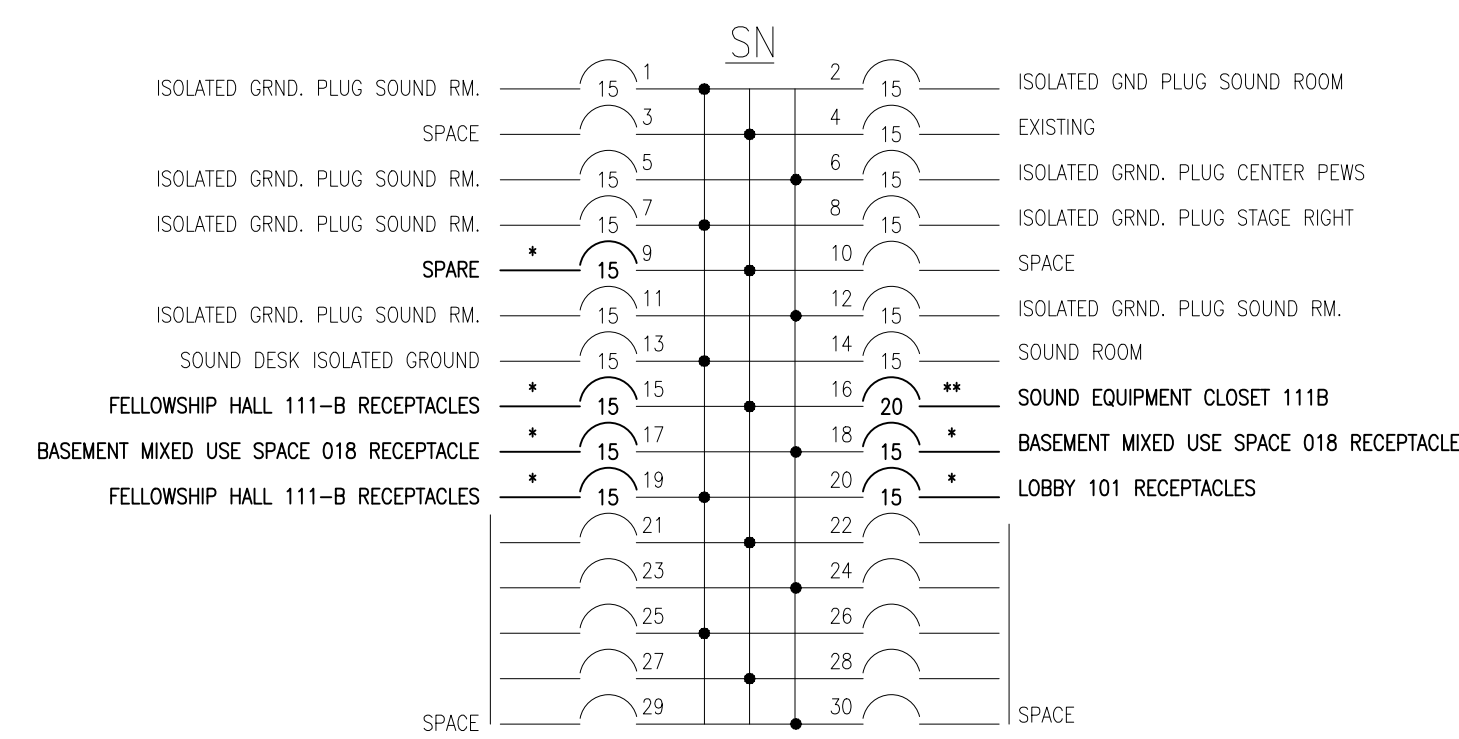 SN
ISOLATED GRND. PLUG SOUND RM. 15 1 2 15 ISOLATED GND PLUG SOUND ROOM
SPACE 3 4 15 EXISTING
ISOLATED GRND. PLUG SOUND RM. 15 5 6 15 ISOLATED GRND. PLUG CENTER PEWS
ISOLATED GRND. PLUG SOUND RM. 15 7 8 15 ISOLATED GRND. PLUG STAGE RIGHT
SPARE * 15 9 10 SPACE
ISOLATED GRND. PLUG SOUND RM. 15 11 12 15 ISOLATED GRND. PLUG SOUND RM.
SOUND DESK ISOLATED GROUND 15 13 14 15 SOUND ROOM
FELLOWSHIP HALL 111-B RECEPTACLES * 15 15 16 20 ** SOUND EQUIPMENT CLOSET 111B
BASEMENT MIXED USE SPACE 018 RECEPTACLE * 15 17 18 15 * BASEMENT MIXED USE SPACE 018 RECEPTACLE
FELLOWSHIP HALL 111-B RECEPTACLES * 15 19 20 15 * LOBBY 101 RECEPTACLES
21 22
23 24
25 26
27 28
SPACE 29 30 SPACE